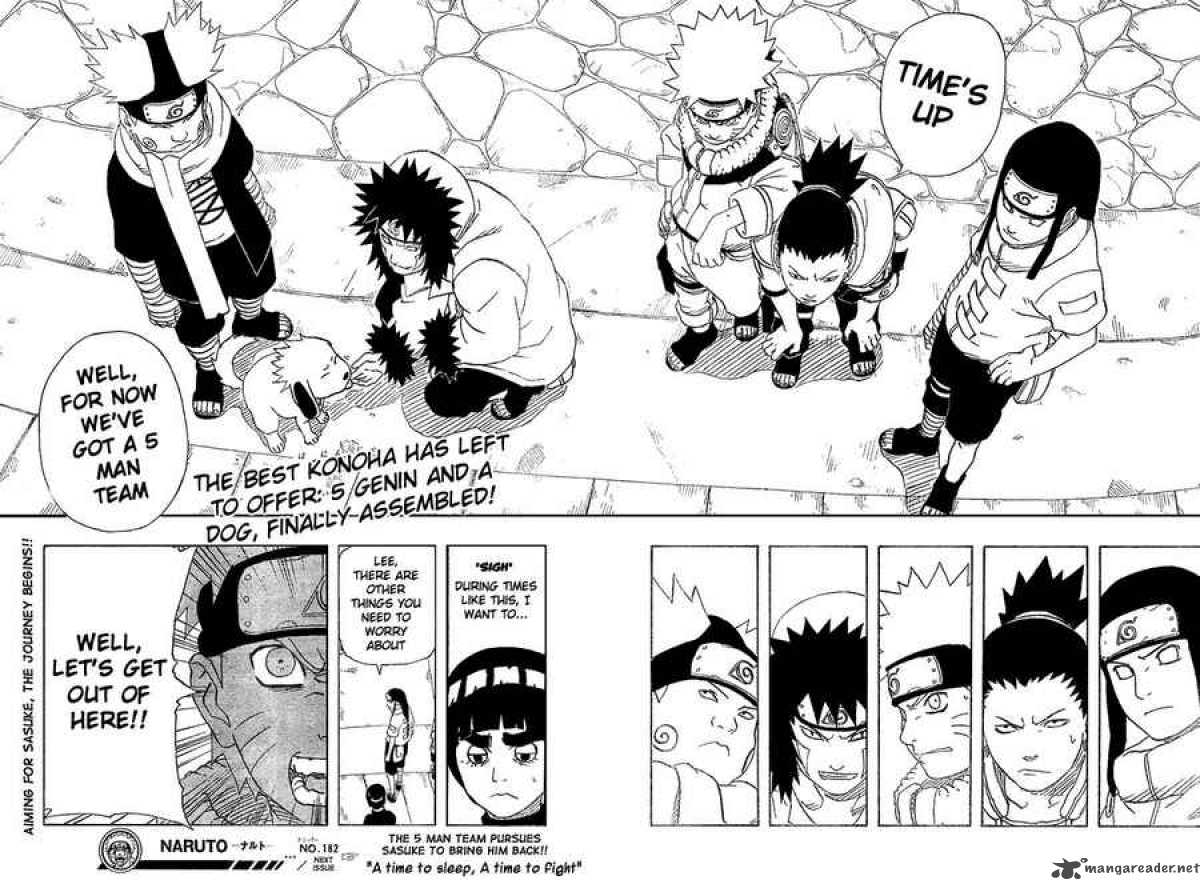 TIME'S
UP
WELL,
FOR NOW
WE'VE
GOT A 5
MAN
TEAM
THE BEST KONOHA HAS LEFT
TO OFFER: 5 GENIN AND A
DOG, FINALLY ASSEMBLED!
"SIGH"
DURING TIMES
LIKE THIS, I
WANT TO...
LEE,
THERE ARE
OTHER
THINGS YOU
NEED TO
WORRY
ABOUT
WELL,
LET'S GET
OUT OF
HERE!!
AIMING FOR SASUKE, THE JOURNEY BEGINS!!
NARUTO —ナルト—
NO.182
... / NEXT
ISSUE
THE 5 MAN TEAM PURSUES
SASUKE TO BRING HIM BACK!!
"A time to sleep, A time to fight"
mangareader.net